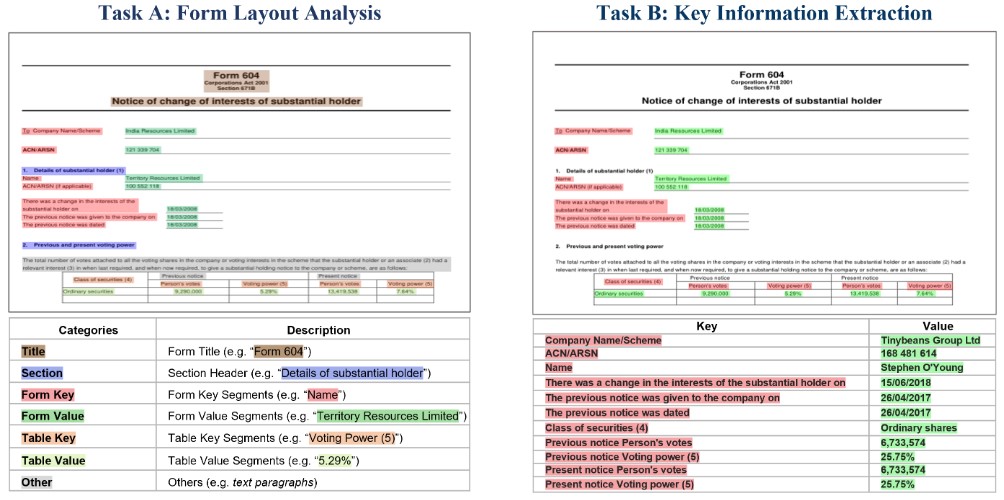 Task A: Form Layout Analysis
Form 604
Corporations Act 2001
Section 671B
Notice of change of interests of substantial holder
To Company Name/Scheme India Resources Limited
ACN/ARSN 121 339 704
1. Details of substantial holder (1)
Name Territory Resources Limited
ACN/ARSN (if applicable) 100 552 118
There was a change in the interests of the
substantial holder on 18/03/2008
The previous notice was given to the company on 18/03/2008
The previous notice was dated 18/03/2008
2. Previous and present voting power
The total number of votes attached to all the voting shares in the company or voting interests in the scheme that the substantial holder or an associate (2) had a
relevant interest (3) in when last required, and when now required, to give a substantial holding notice to the company or scheme, are as follows:
Class of securities (4) Previous notice Present notice
Person's votes Voting power (5) Person's votes Voting power (5)
Ordinary securities 9,290,000 5.29% 13,419,536 7.64%
Categories Description
Title Form Title (e.g. “Form 604”)
Section Section Header (e.g. “Details of substantial holder”)
Form Key Form Key Segments (e.g. “Name”)
Form Value Form Value Segments (e.g. “Territory Resources Limited”)
Table Key Table Key Segments (e.g. “Voting Power (5)”)
Table Value Table Value Segments (e.g. “5.29%”)
Other Others (e.g. text paragraphs)
Task B: Key Information Extraction
Form 604
Corporations Act 2001
Section 671B
Notice of change of interests of substantial holder
To Company Name/Scheme India Resources Limited
ACN/ARSN 121 339 704
1. Details of substantial holder (1)
Name Territory Resources Limited
ACN/ARSN (if applicable) 100 552 118
There was a change in the interests of the
substantial holder on 18/03/2008
The previous notice was given to the company on 18/03/2008
The previous notice was dated 18/03/2008
2. Previous and present voting power
The total number of votes attached to all the voting shares in the company or voting interests in the scheme that the substantial holder or an associate (2) had a
relevant interest (3) in when last required, and when now required, to give a substantial holding notice to the company or scheme, are as follows:
Class of securities (4) Previous notice Present notice
Person's votes Voting power (5) Person's votes Voting power (5)
Ordinary securities 9,290,000 5.29% 13,419,536 7.64%
Key Value
Company Name/Scheme Tinybeans Group Ltd
ACN/ARSN 168 481 614
Name Stephen O'Young
There was a change in the interests of the substantial holder on 15/06/2018
The previous notice was given to the company on 26/04/2017
The previous notice was dated 26/04/2017
Class of securities (4) Ordinary shares
Previous notice Person's votes 6,733,574
Previous notice Voting power (5) 25.75%
Present notice Person's votes 6,733,574
Present notice Voting power (5) 25.75%